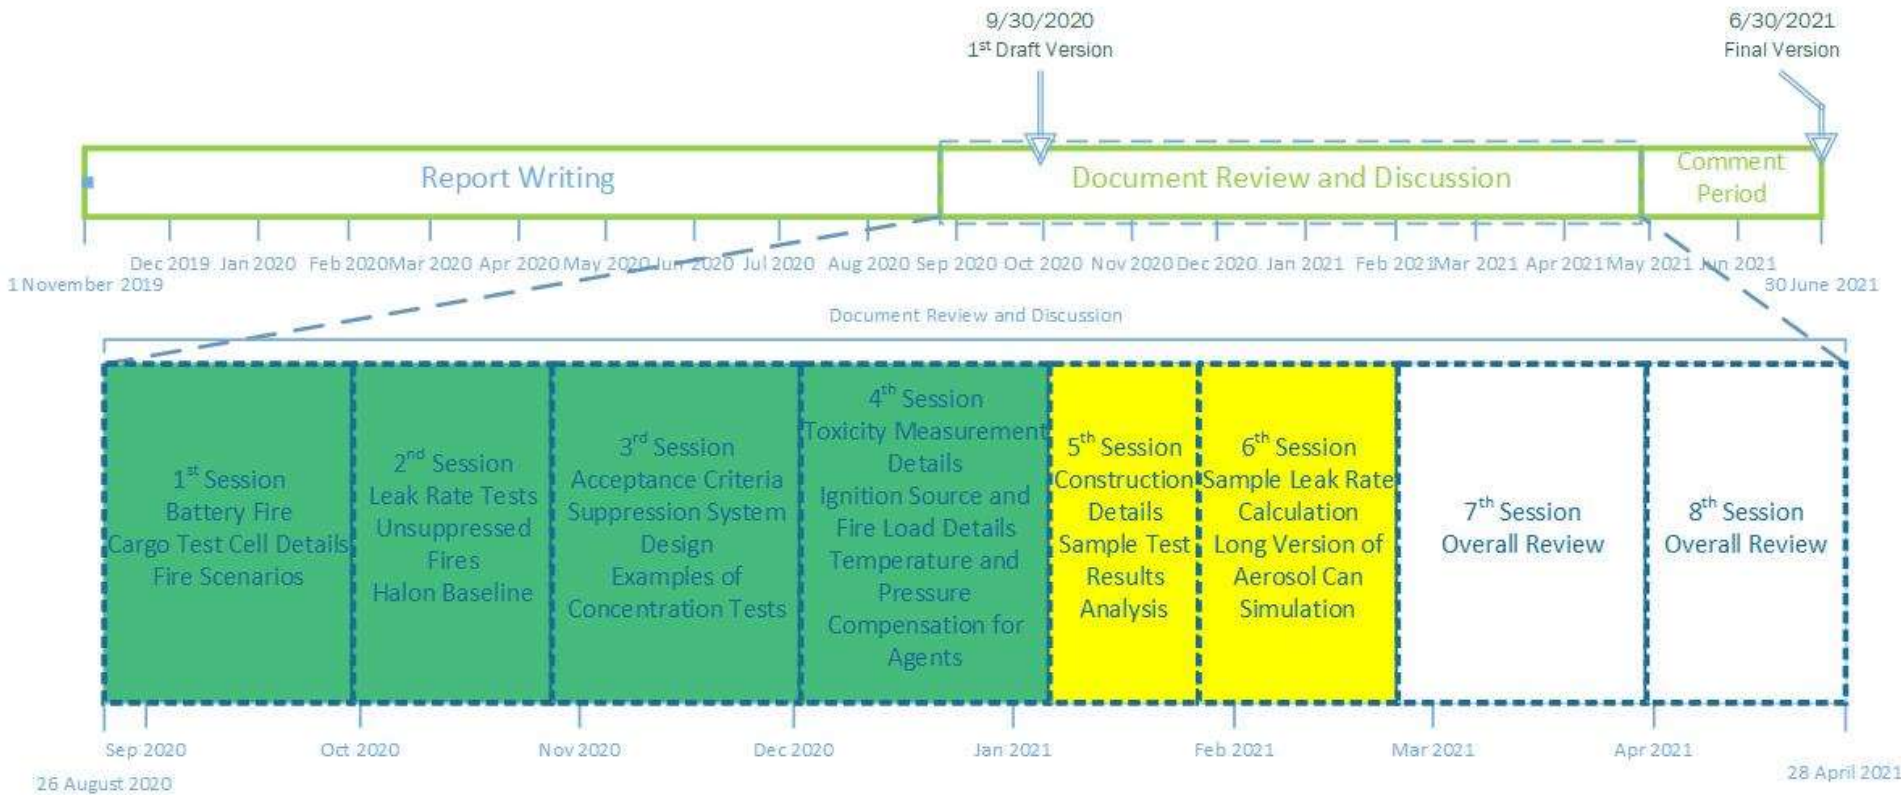 9/30/2020
1st Draft Version
6/30/2021
Final Version
Report Writing
Document Review and Discussion
Comment
Period
Dec 2019 Jan 2020 Feb 2020 Mar 2020 Apr 2020 May 2020 Jun 2020 Jul 2020 Aug 2020 Sep 2020 Oct 2020 Nov 2020 Dec 2020 Jan 2021 Feb 2021 Mar 2021 Apr 2021 May 2021 Jun 2021
1 November 2019
30 June 2021
Document Review and Discussion
1st Session
Battery Fire
Cargo Test Cell Details
Fire Scenarios
2nd Session
Leak Rate Tests
Unsuppressed
Fires
Halon Baseline
3rd Session
Acceptance Criteria
Suppression System
Design
Examples of
Concentration Tests
4th Session
Toxicity Measurement
Details
Ignition Source and
Fire Load Details
Temperature and
Pressure
Compensation for
Agents
5th Session
Construction
Details
Sample Test
Results
Analysis
6th Session
Sample Leak Rate
Calculation
Long Version of
Aerosol Can
Simulation
7th Session
Overall Review
8th Session
Overall Review
Sep 2020 Oct 2020 Nov 2020 Dec 2020 Jan 2021 Feb 2021 Mar 2021 Apr 2021
26 August 2020
28 April 2021